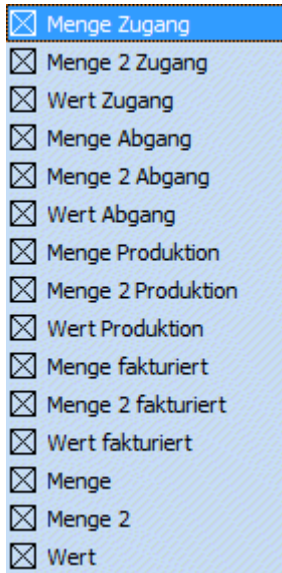 Menge Zugang
Menge 2 Zugang
Wert Zugang
Menge Abgang
Menge 2 Abgang
Wert Abgang
Menge Produktion
Menge 2 Produktion
Wert Produktion
Menge fakturiert
Menge 2 fakturiert
Wert fakturiert
Menge
Menge 2
Wert